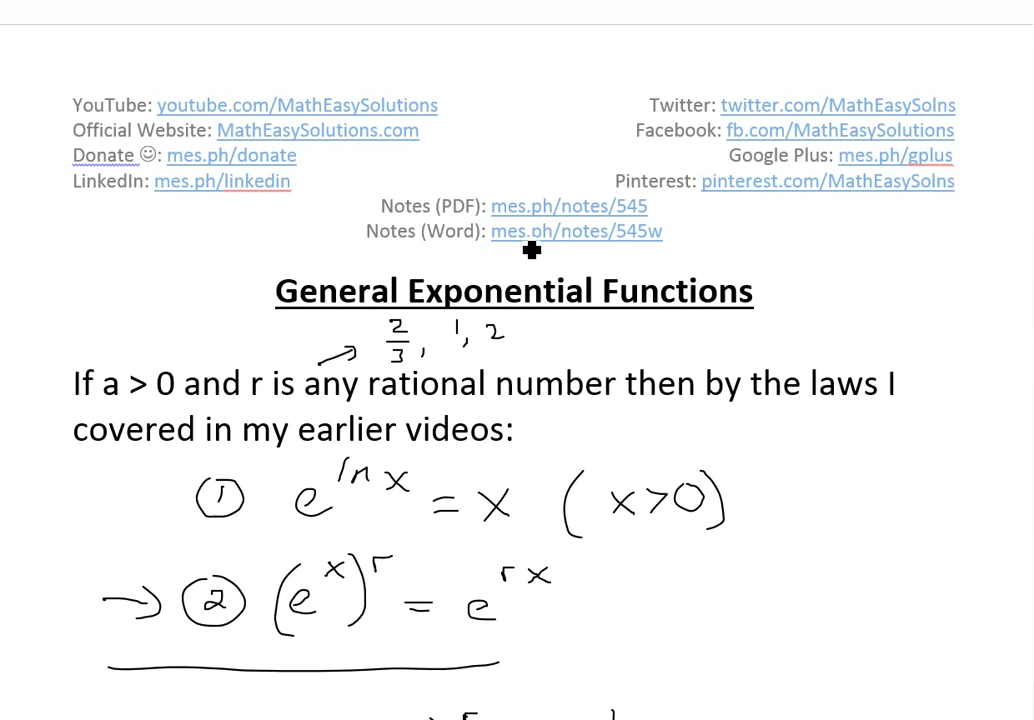 YouTube: youtube.com/MathEasySolutions Twitter: twitter.com/MathEasySolns
Official Website: MathEasySolutions.com Facebook: fb.com/MathEasySolutions
Donate ☺: mes.ph/donate Google Plus: mes.ph/gplus
LinkedIn: mes.ph/linkedin Pinterest: pinterest.com/MathEasySolns
Notes (PDF): mes.ph/notes/545
Notes (Word): mes.ph/notes/545w
General Exponential Functions
→ 2/3, 1, 2
If a > 0 and r is any rational number then by the laws I
covered in my earlier videos:
① e^{ln x} = x (x>0)
→ ② (e^x)^r = e^{rx}